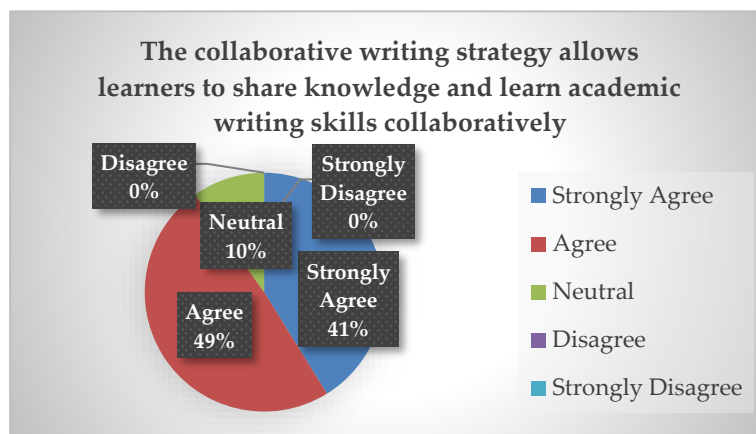 The collaborative writing strategy allows
learners to share knowledge and learn academic
writing skills collaboratively
Disagree
0%
Strongly
Disagree
0%
Neutral
10%
Strongly
Agree
41%
Agree
49%
Strongly Agree
Agree
Neutral
Disagree
Strongly Disagree